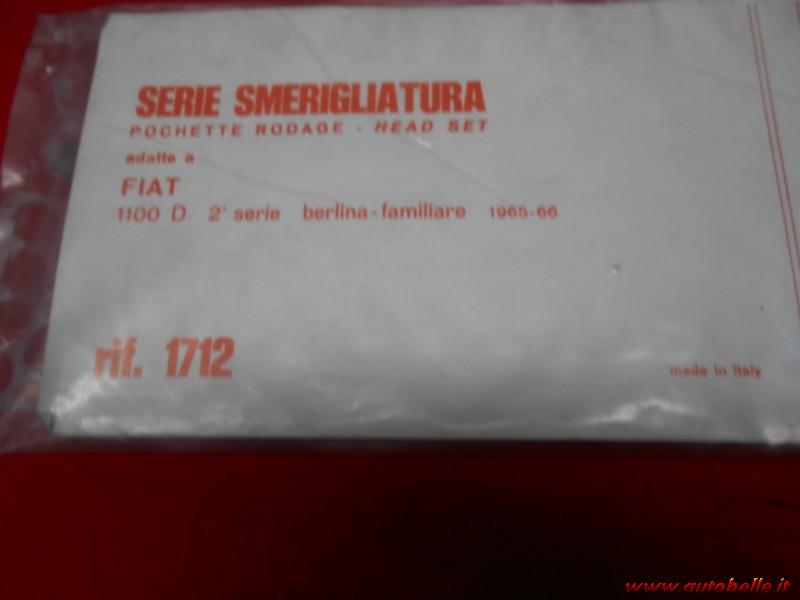 SERIE SMERIGLIATURA
POCHETTE RODAGE - HEAD SET
adatte a
FIAT
1100 D 2ª serie berlina-familiare 1965-66
rif. 1712
made in Italy
www.autobelle.it